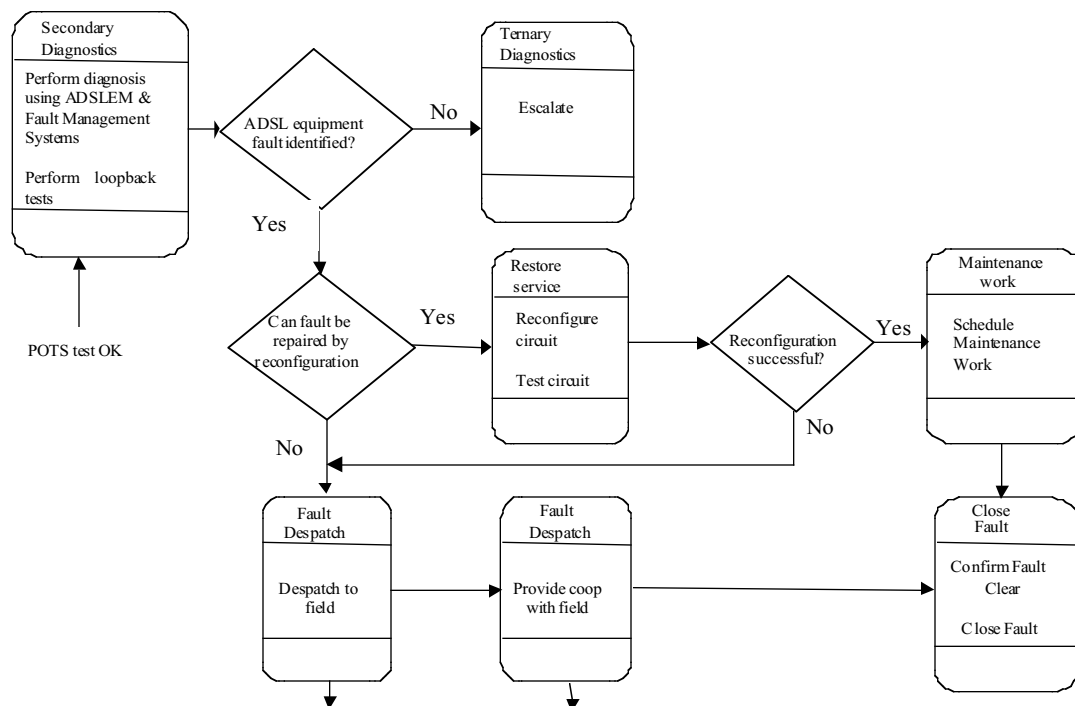 Secondary
Diagnostics
Perform diagnosis
using ADSLEM &
Fault Management
Systems
Perform loopback
tests
POTS test OK
ADSL equipment
fault identified?
No
Yes
Ternary
Diagnostics
Escalate
Can fault be
repaired by
reconfiguration
Yes
No
Restore
service
Reconfigure
circuit
Test circuit
Reconfiguration
successful?
Yes
No
Maintenance
work
Schedule
Maintenance
Work
Fault
Despatch
Despatch to
field
Fault
Despatch
Provide coop
with field
Close
Fault
Confirm Fault
Clear
Close Fault